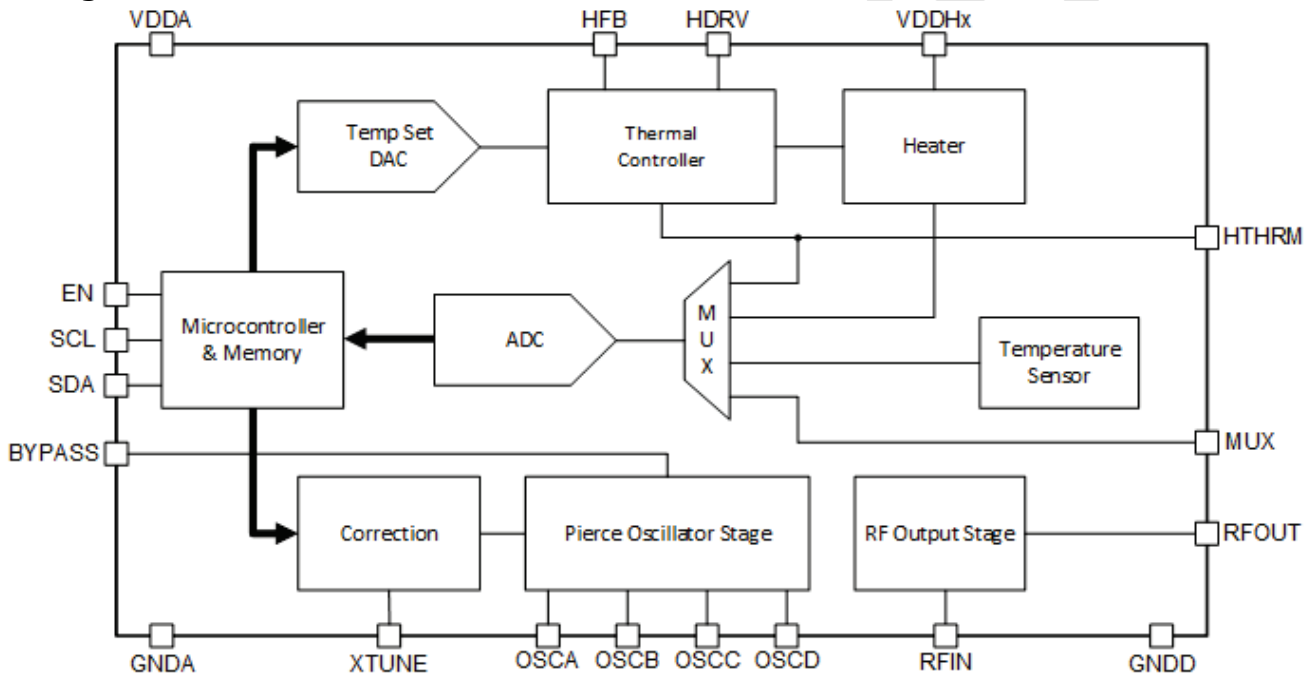 VDDA
HFB
HDRV
VDDHx
Temp Set
DAC
Thermal
Controller
Heater
HTHRM
EN
SCL
SDA
Microcontroller
& Memory
ADC
M
U
X
Temperature
Sensor
BYPASS
MUX
Correction
Pierce Oscillator Stage
RF Output Stage
RFOUT
GNDA
XTUNE
OSCA
OSCB
OSCC
OSCD
RFIN
GNDD